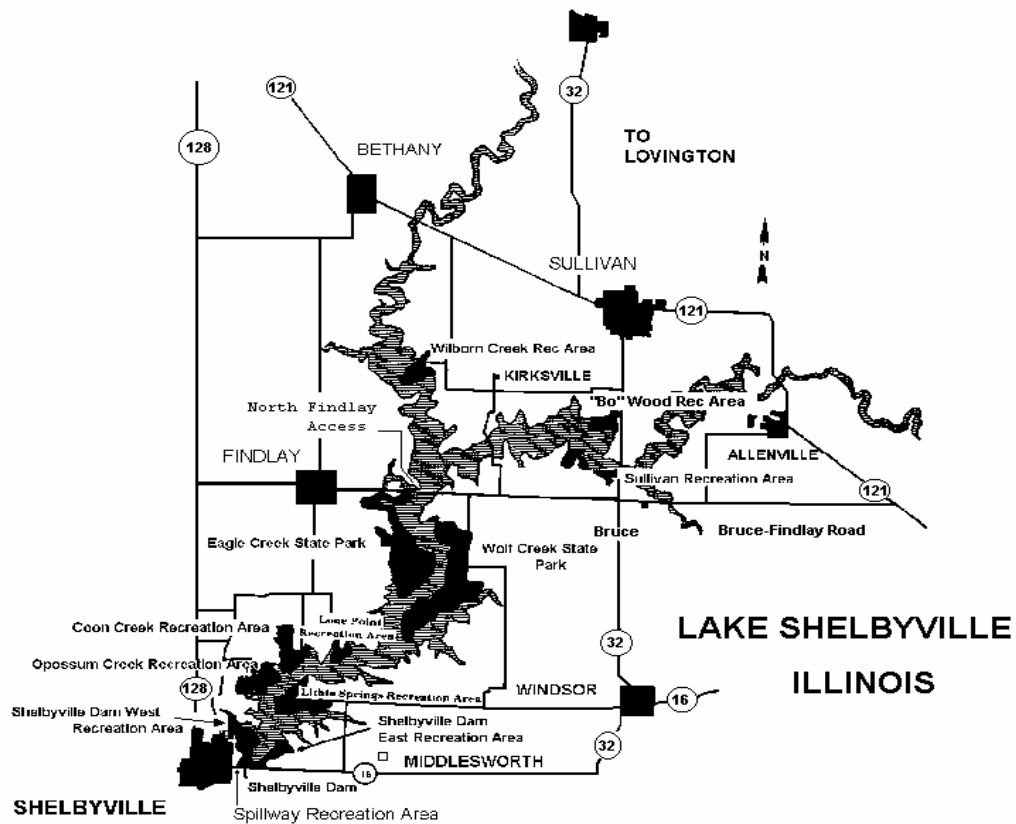 121
32
128
BETHANY
TO
LOVINGTON
N
SULLIVAN
121
Wilborn Creek Rec Area
KIRKSVILLE
"Bo" Wood Rec Area
North Findlay
Access
FINDLAY
ALLENVILLE
Sullivan Recreation Area
121
Bruce
Bruce-Findlay Road
Eagle Creek State Park
Wolf Creek State
Park
Coon Creek Recreation Area
Lone Point
Recreation Area
32
LAKE SHELBYVILLE
ILLINOIS
Opossum Creek Recreation Area
128
Lithia Springs Recreation Area
WINDSOR
16
Shelbyville Dam West
Recreation Area
Shelbyville Dam
East Recreation Area
32
MIDDLESWORTH
16
Shelbyville Dam
SHELBYVILLE
Spillway Recreation Area